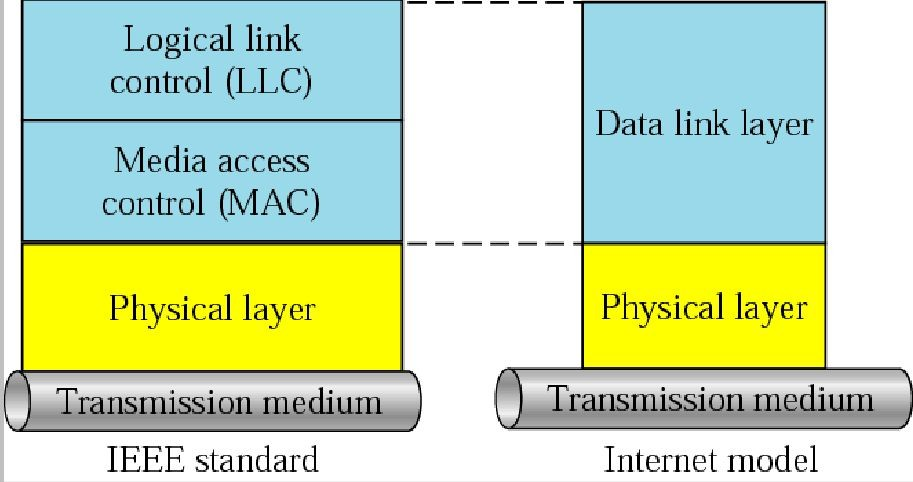 Logical link
control (LLC)
Media access
control (MAC)
Physical layer
Transmission medium
IEEE standard
Data link layer
Physical layer
Transmission medium
Internet model